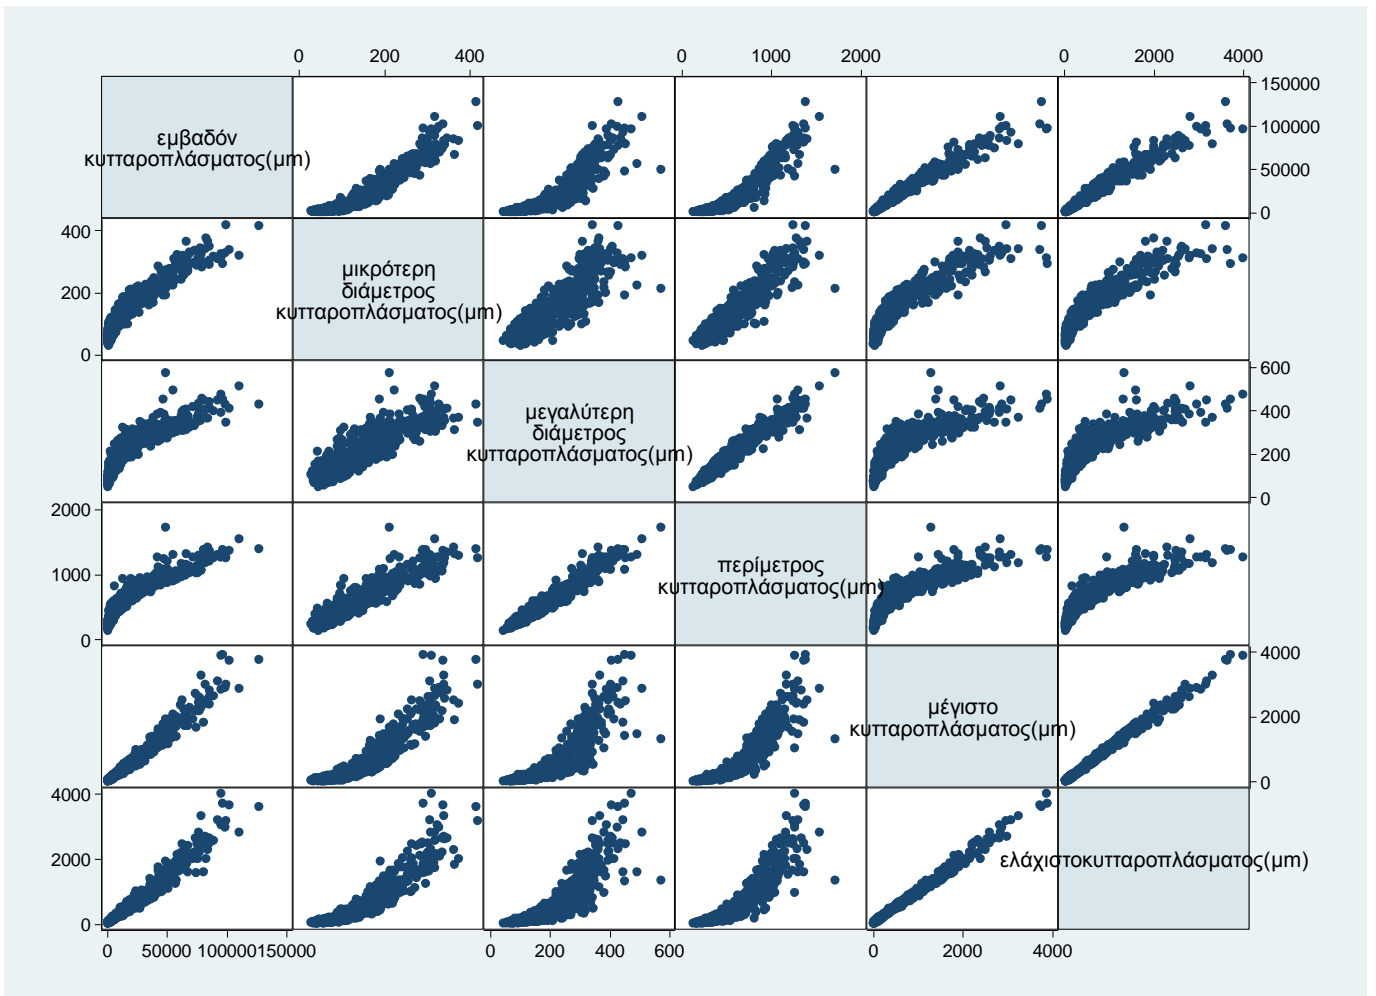 0 200 400 0 1000 2000 0 2000 4000
εμβαδόν
κυτταροπλάσματος(μm)
150000
100000
50000
0
400
200
0
μικρότερη
διάμετρος
κυτταροπλάσματος(μm)
μεγαλύτερη
διάμετρος
κυτταροπλάσματος(μm)
600
400
200
0
2000
1000
0
περίμετρος
κυτταροπλάσματος(μm)
μέγιστο
κυτταροπλάσματος(μm)
4000
2000
0
4000
2000
0
ελάχιστοκυτταροπλάσματος(μm)
0 50000 100000 150000 0 200 400 600 0 2000 4000